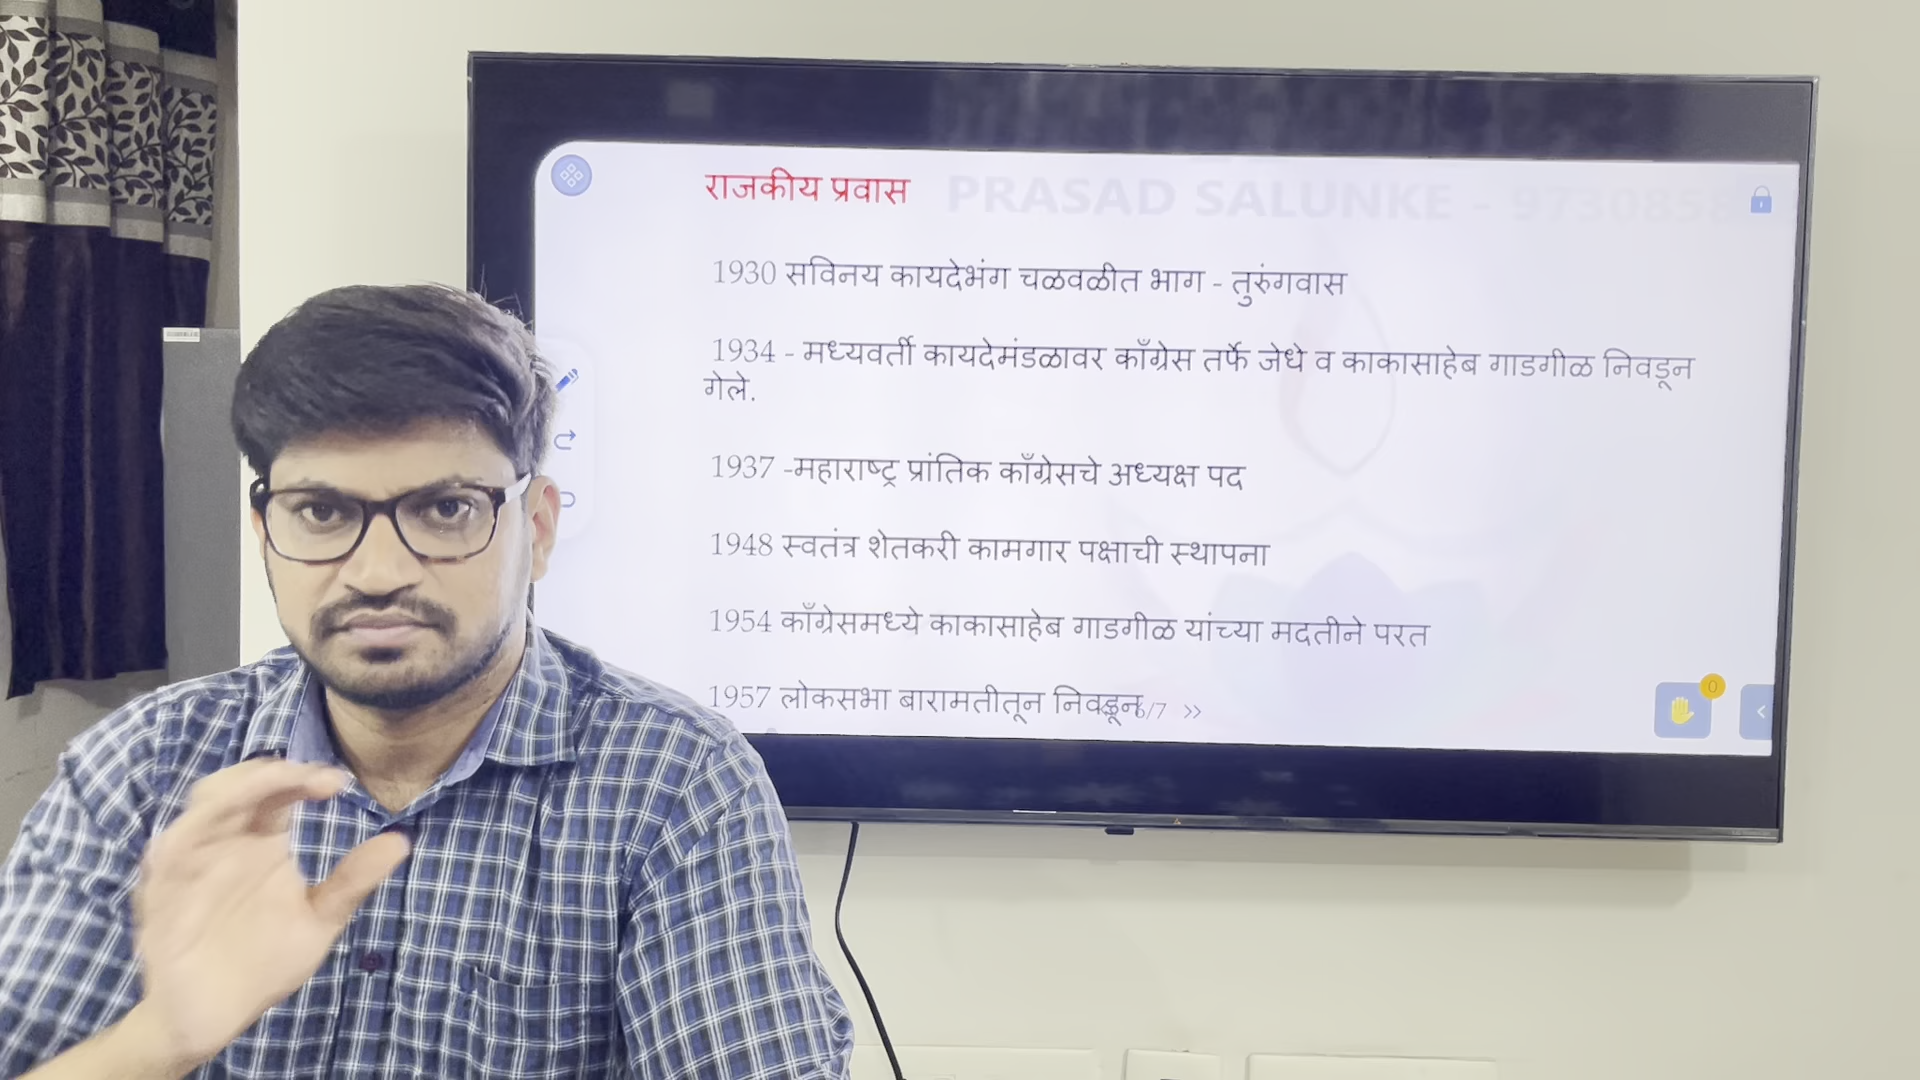 राजकीय प्रवास
PRASAD SALUNKE - 973085
1930 सविनय कायदेभंग चळवळीत भाग - तुरुंगवास
1934 - मध्यवर्ती कायदेमंडळावर काँग्रेस तर्फे जेधे व काकासाहेब गाडगीळ निवडून
गेले.
1937 -महाराष्ट्र प्रांतिक काँग्रेसचे अध्यक्ष पद
1948 स्वतंत्र शेतकरी कामगार पक्षाची स्थापना
1954 काँग्रेसमध्ये काकासाहेब गाडगीळ यांच्या मदतीने परत
1957 लोकसभा बारामतीतून निवडून
6/7 >>
0